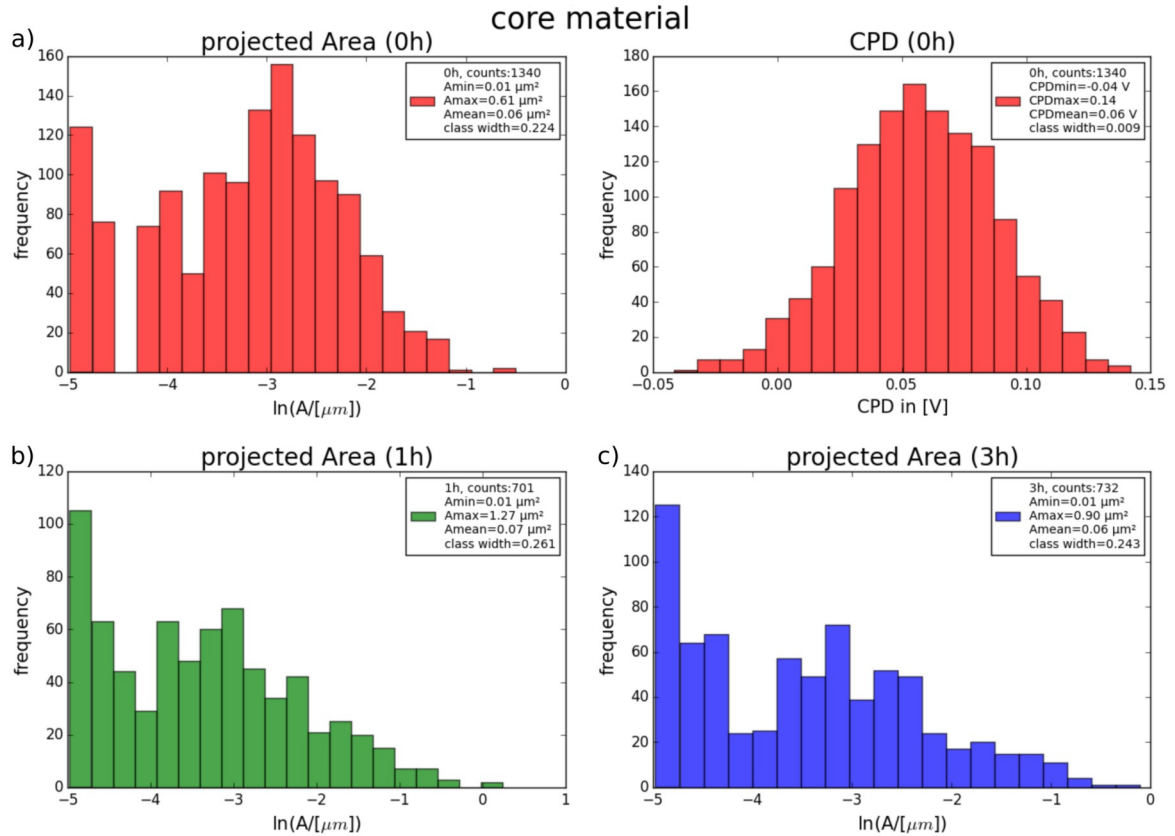 core material
a)
projected Area (0h)
160
140
120
100
80
60
40
20
0
frequency
0h, counts:1340
Amin=0.01 µm²
Amax=0.61 µm²
Amean=0.06 µm²
class width=0.224
−5
−4
−3
−2
−1
0
ln(A/[µm])
CPD (0h)
180
160
140
120
100
80
60
40
20
0
frequency
0h, counts:1340
CPDmin=-0.04 V
CPDmax=0.14
CPDmean=0.06 V
class width=0.009
−0.05
0.00
0.05
0.10
0.15
CPD in [V]
b)
projected Area (1h)
120
100
80
60
40
20
0
frequency
1h, counts:701
Amin=0.01 µm²
Amax=1.27 µm²
Amean=0.07 µm²
class width=0.261
−5
−4
−3
−2
−1
0
1
ln(A/[µm])
c)
projected Area (3h)
140
120
100
80
60
40
20
0
frequency
3h, counts:732
Amin=0.01 µm²
Amax=0.90 µm²
Amean=0.06 µm²
class width=0.243
−5
−4
−3
−2
−1
0
ln(A/[µm])